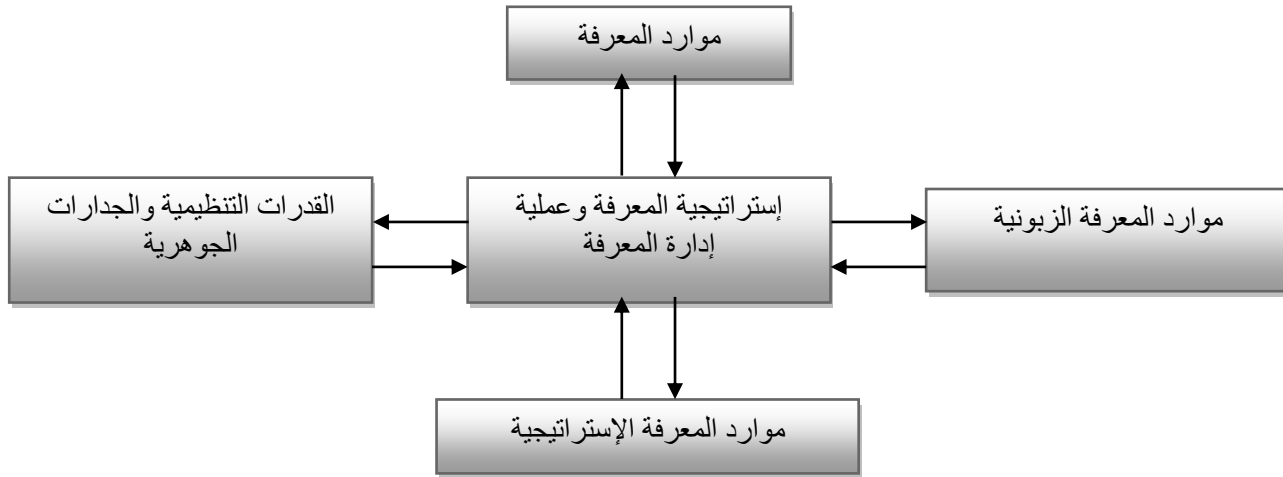 موارد المعرفة
إستراتيجية المعرفة وعملية
إدارة المعرفة
القدرات التنظيمية والجدارات
الجوهرية
موارد المعرفة الزبونية
موارد المعرفة الإستراتيجية